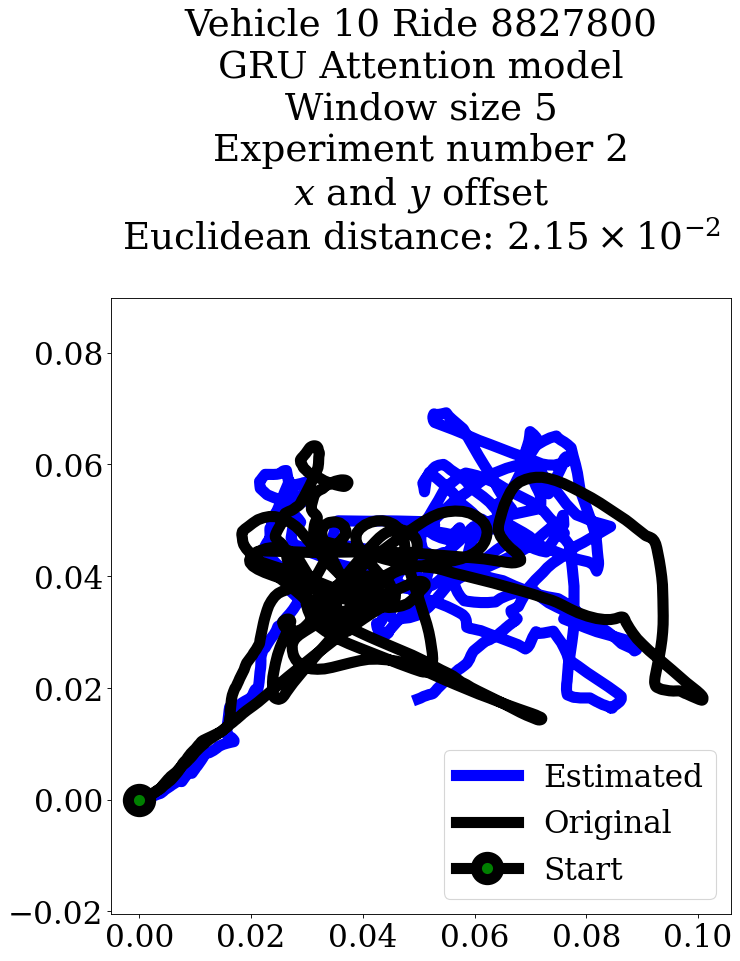 Vehicle 10 Ride 8827800
GRU Attention model
Window size 5
Experiment number 2
x and y offset
Euclidean distance: 2.15 × 10⁻²
0.08
0.06
0.04
0.02
0.00
−0.02
0.00 0.02 0.04 0.06 0.08 0.10
Estimated
Original
Start